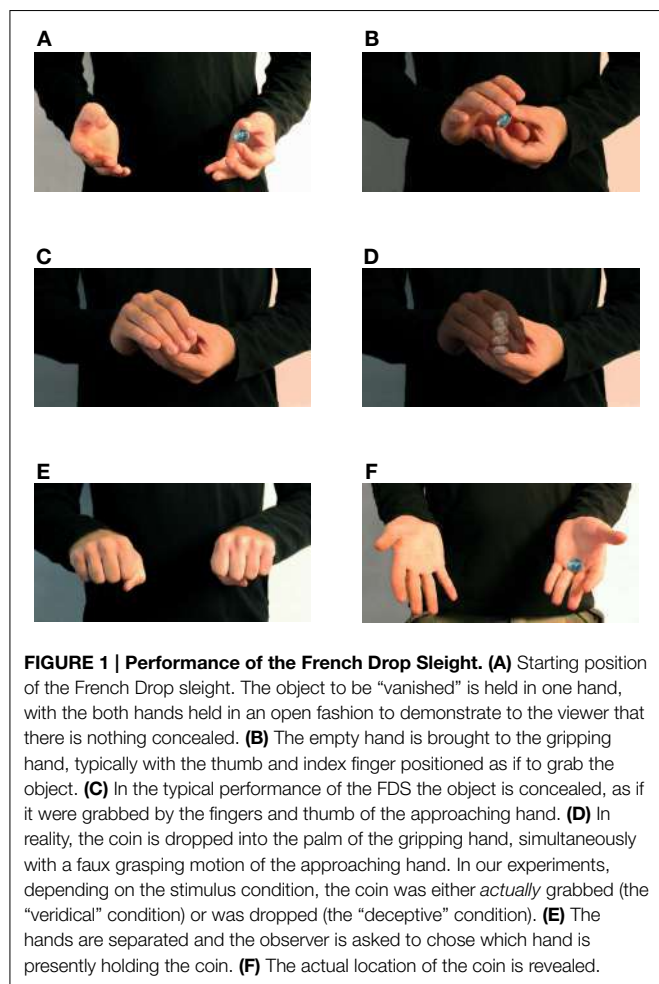 A
B
C
D
E
F
FIGURE 1 | Performance of the French Drop Sleight. (A) Starting position
of the French Drop sleight. The object to be “vanished” is held in one hand,
with the both hands held in an open fashion to demonstrate to the viewer that
there is nothing concealed. (B) The empty hand is brought to the gripping
hand, typically with the thumb and index finger positioned as if to grab the
object. (C) In the typical performance of the FDS the object is concealed, as if
it were grabbed by the fingers and thumb of the approaching hand. (D) In
reality, the coin is dropped into the palm of the gripping hand, simultaneously
with a faux grasping motion of the approaching hand. In our experiments,
depending on the stimulus condition, the coin was either actually grabbed (the
“veridical” condition) or was dropped (the “deceptive” condition). (E) The
hands are separated and the observer is asked to chose which hand is
presently holding the coin. (F) The actual location of the coin is revealed.